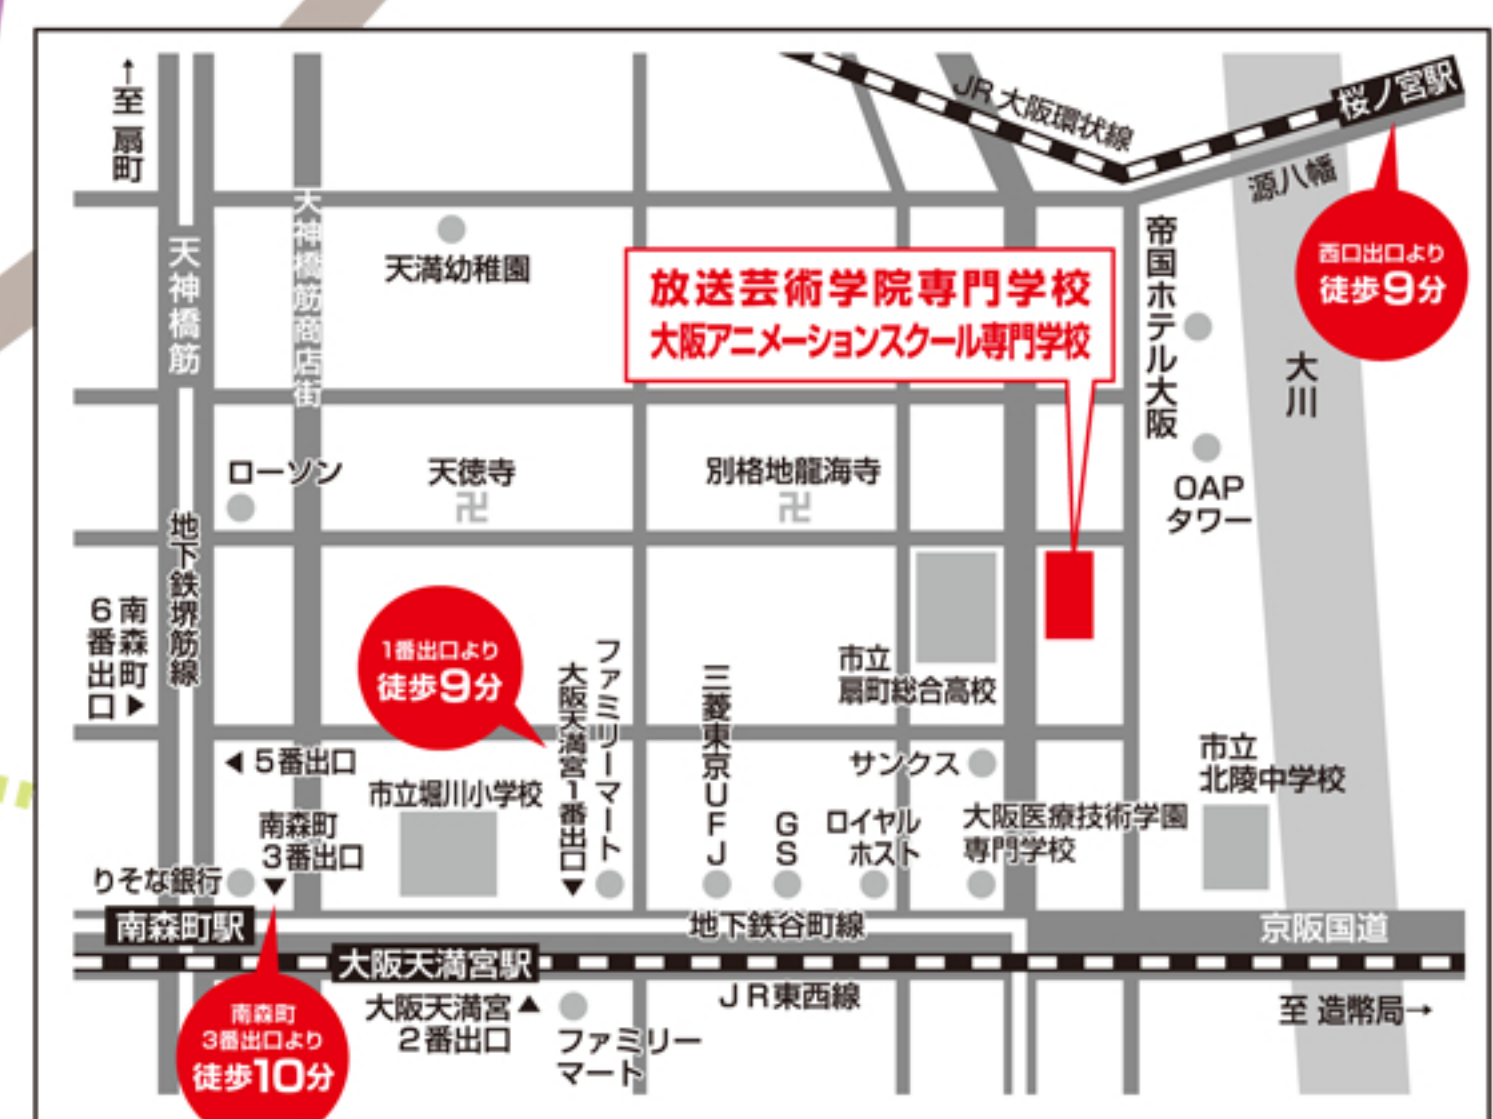 ↑至 扇町
JR大阪環状線
桜ノ宮駅
源八幡
西口出口より
徒歩9分
天神橋筋
天神橋筋商店街
天満幼稚園
放送芸術学院専門学校
大阪アニメーションスクール専門学校
帝国ホテル大阪
大川
ローソン
天徳寺
卍
別格地龍海寺
卍
OAP
タワー
地下鉄堺筋線
南森町▶
6番出口
1番出口より
徒歩9分
ファミリーマート
大阪天満宮1番出口▼
三菱東京UFJ
市立
扇町総合高校
◀5番出口
市立堀川小学校
サンクス
市立
北陵中学校
南森町
3番出口
▼
GS
ロイヤル
ホスト
大阪医療技術学園
専門学校
りそな銀行
南森町駅
地下鉄谷町線
京阪国道
大阪天満宮駅
JR東西線
大阪天満宮▲
2番出口
ファミリー
マート
至 造幣局→
南森町
3番出口より
徒歩10分